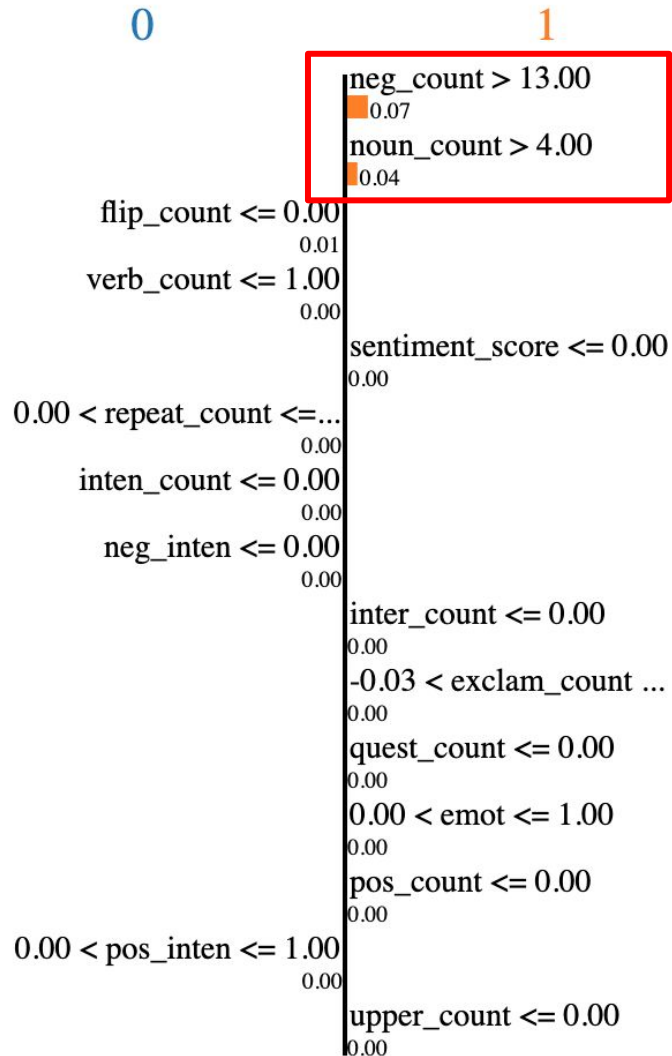 0 1
neg_count > 13.00
0.07
noun_count > 4.00
0.04
flip_count <= 0.00
0.01
verb_count <= 1.00
0.00
sentiment_score <= 0.00
0.00
0.00 < repeat_count <=...
0.00
inten_count <= 0.00
0.00
neg_inten <= 0.00
0.00
inter_count <= 0.00
0.00
-0.03 < exclam_count ...
0.00
quest_count <= 0.00
0.00
0.00 < emot <= 1.00
0.00
pos_count <= 0.00
0.00
0.00 < pos_inten <= 1.00
0.00
upper_count <= 0.00
0.00